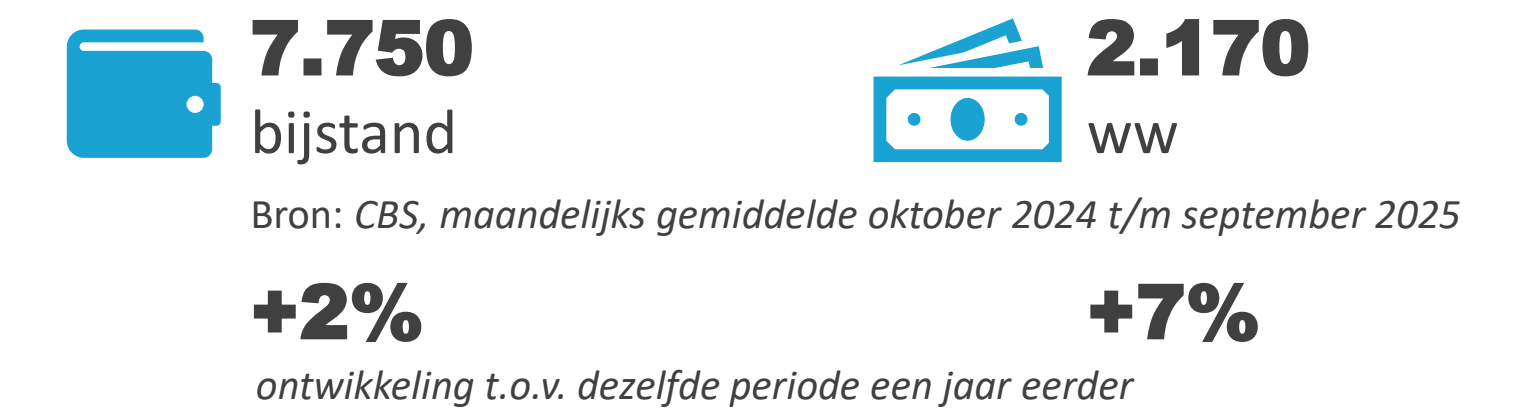 7.750 2.170
bijstand ww
Bron: CBS, maandelijks gemiddelde oktober 2024 t/m september 2025
+2% +7%
ontwikkeling t.o.v. dezelfde periode een jaar eerder